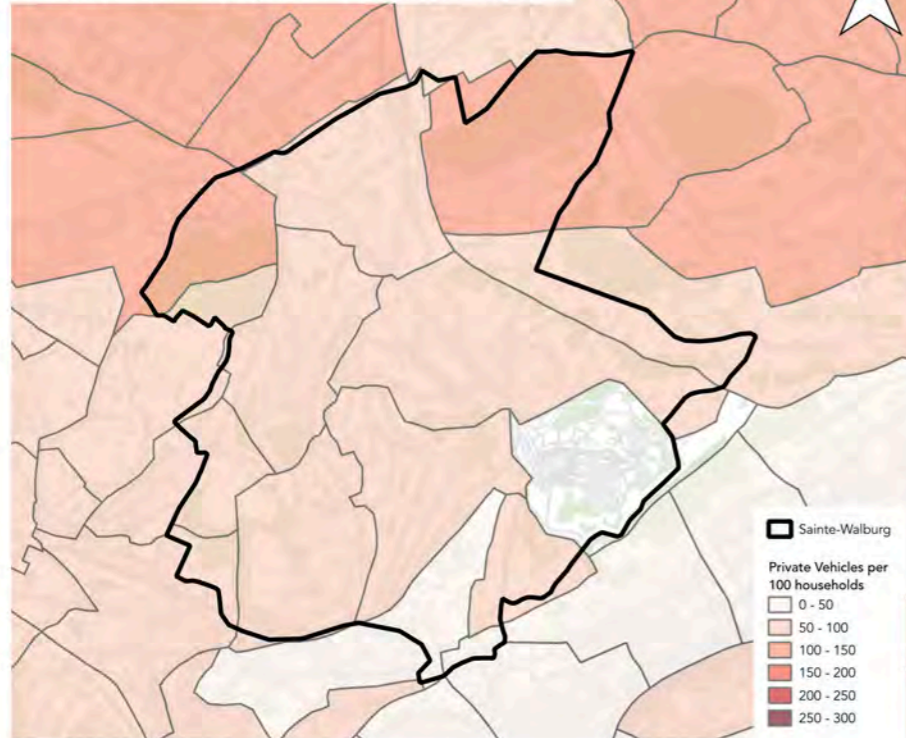 Sainte-Walburg
Private Vehicles per
100 households
0 - 50
50 - 100
100 - 150
150 - 200
200 - 250
250 - 300